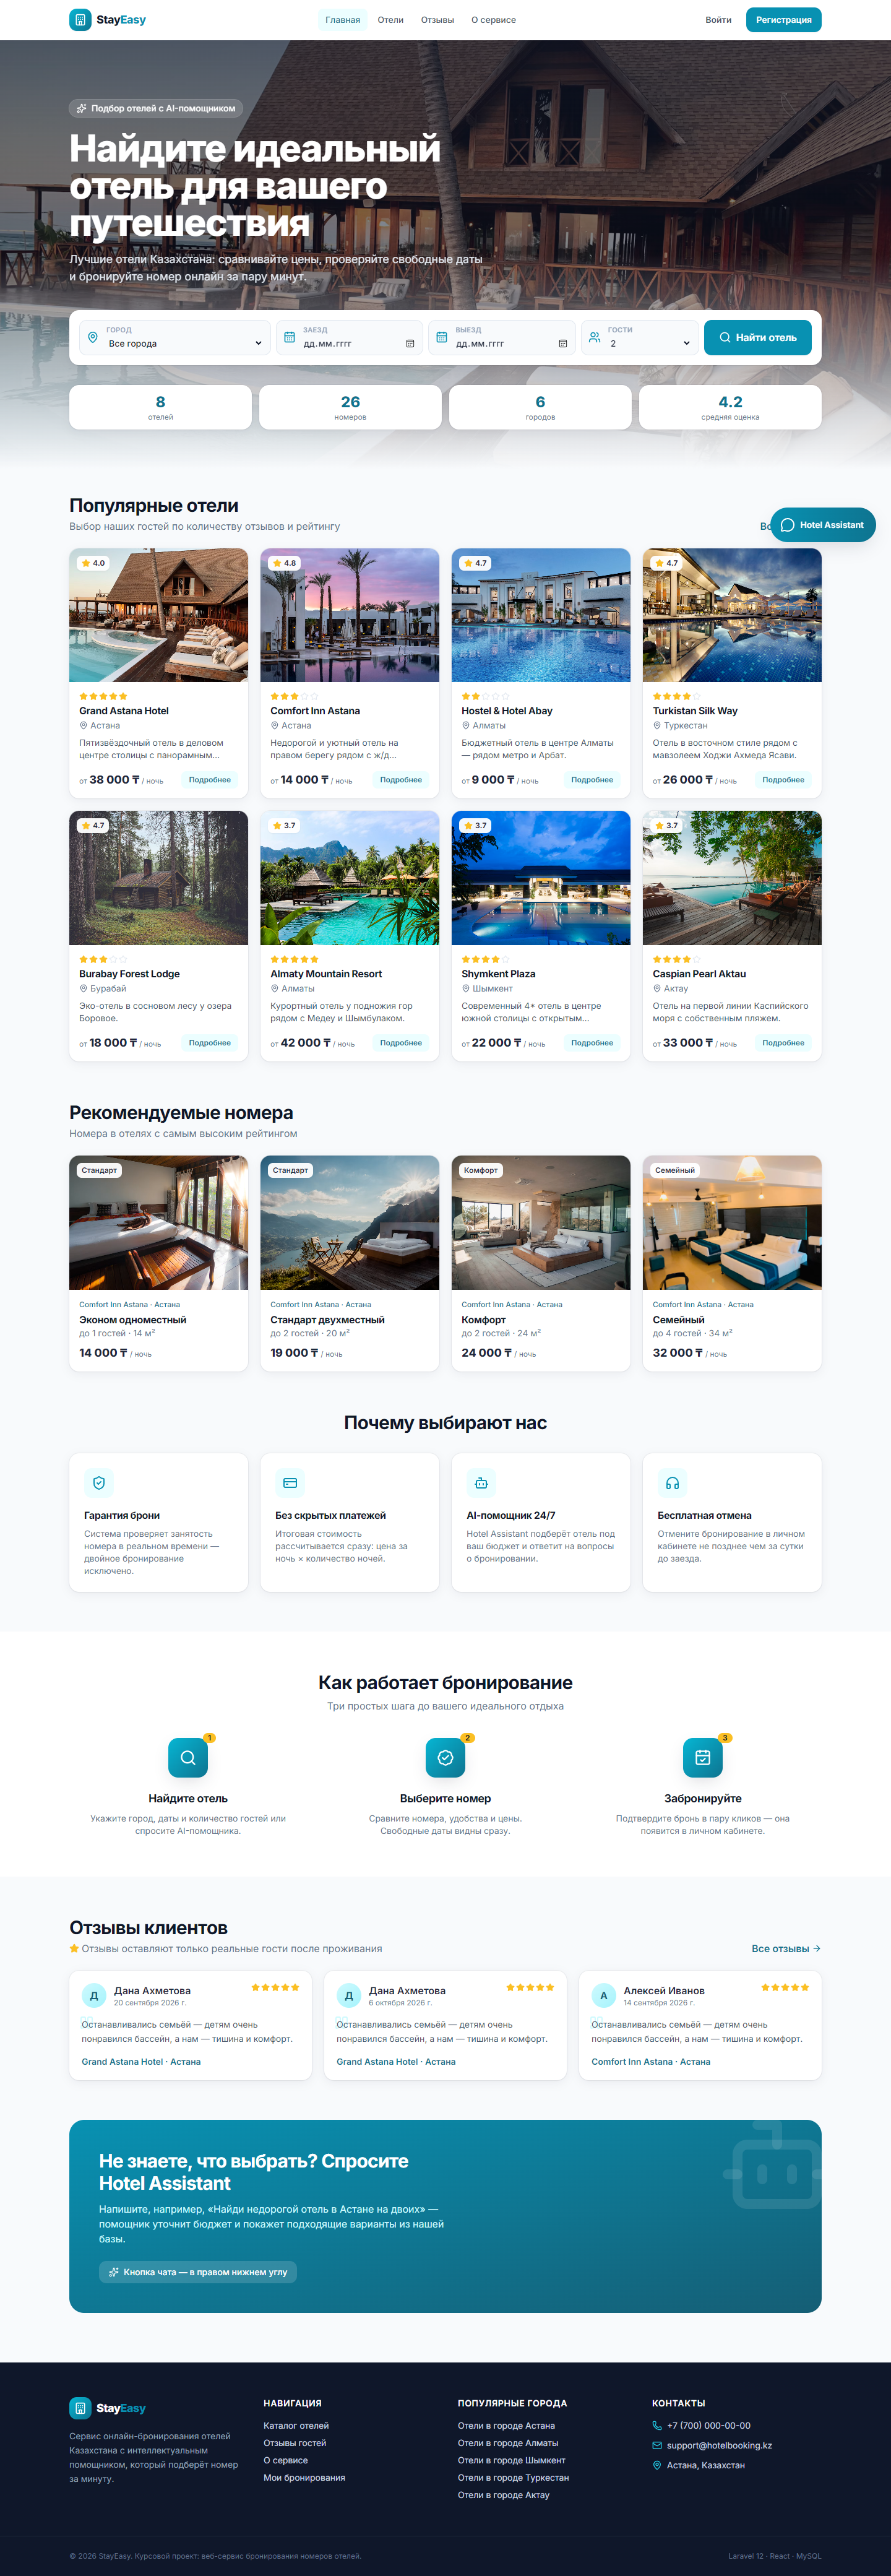 StayEasy
Главная Отели Отзывы О сервисе
Войти Регистрация
Подбор отелей с AI-помощником
Найдите идеальный
отель для вашего
путешествия
Лучшие отели Казахстана: сравнивайте цены, проверяйте свободные даты
и бронируйте номер онлайн за пару минут.
ГОРОД
Все города
ЗАЕЗД
дд.мм.гггг
ВЫЕЗД
дд.мм.гггг
ГОСТИ
2
Найти отель
8
отелей
26
номеров
6
городов
4.2
средняя оценка
Популярные отели
Выбор наших гостей по количеству отзывов и рейтингу
Hotel Assistant
4.0
Grand Astana Hotel
Астана
Пятизвёздочный отель в деловом
центре столицы с панорамным...
от 38 000 ₸ / ночь Подробнее
4.8
Comfort Inn Astana
Астана
Недорогой и уютный отель на
правом берегу рядом с ж/д...
от 14 000 ₸ / ночь Подробнее
4.7
Hostel & Hotel Abay
Алматы
Бюджетный отель в центре Алматы
— рядом метро и Арбат.
от 9 000 ₸ / ночь Подробнее
4.7
Turkistan Silk Way
Туркестан
Отель в восточном стиле рядом с
мавзолеем Ходжи Ахмеда Ясави.
от 26 000 ₸ / ночь Подробнее
4.7
Burabay Forest Lodge
Бурабай
Эко-отель в сосновом лесу у озера
Боровое.
от 18 000 ₸ / ночь Подробнее
3.7
Almaty Mountain Resort
Алматы
Курортный отель у подножия гор
рядом с Медеу и Шымбулаком.
от 42 000 ₸ / ночь Подробнее
3.7
Shymkent Plaza
Шымкент
Современный 4* отель в центре
южной столицы с открытым...
от 22 000 ₸ / ночь Подробнее
3.7
Caspian Pearl Aktau
Актау
Отель на первой линии Каспийского
моря с собственным пляжем.
от 33 000 ₸ / ночь Подробнее
Рекомендуемые номера
Номера в отелях с самым высоким рейтингом
Стандарт
Comfort Inn Astana · Астана
Эконом одноместный
до 1 гостей · 14 м²
14 000 ₸ / ночь
Стандарт
Comfort Inn Astana · Астана
Стандарт двухместный
до 2 гостей · 20 м²
19 000 ₸ / ночь
Комфорт
Comfort Inn Astana · Астана
Комфорт
до 2 гостей · 24 м²
24 000 ₸ / ночь
Семейный
Comfort Inn Astana · Астана
Семейный
до 4 гостей · 34 м²
32 000 ₸ / ночь
Почему выбирают нас
Гарантия брони
Система проверяет занятость
номера в реальном времени —
двойное бронирование
исключено.
Без скрытых платежей
Итоговая стоимость
рассчитывается сразу: цена за
ночь × количество ночей.
AI-помощник 24/7
Hotel Assistant подберёт отель под
ваш бюджет и ответит на вопросы
о бронировании.
Бесплатная отмена
Отмените бронирование в личном
кабинете не позднее чем за сутки
до заезда.
Как работает бронирование
Три простых шага до вашего идеального отдыха
1
Найдите отель
Укажите город, даты и количество гостей или
спросите AI-помощника.
2
Выберите номер
Сравните номера, удобства и цены.
Свободные даты видны сразу.
3
Забронируйте
Подтвердите бронь в пару кликов — она
появится в личном кабинете.
Отзывы клиентов
Отзывы оставляют только реальные гости после проживания
Все отзывы →
Д
Дана Ахметова
20 сентября 2026 г.
Останавливались семьёй — детям очень
понравился бассейн, а нам — тишина и комфорт.
Grand Astana Hotel · Астана
Д
Дана Ахметова
6 октября 2026 г.
Останавливались семьёй — детям очень
понравился бассейн, а нам — тишина и комфорт.
Grand Astana Hotel · Астана
А
Алексей Иванов
14 сентября 2026 г.
Останавливались семьёй — детям очень
понравился бассейн, а нам — тишина и комфорт.
Comfort Inn Astana · Астана
Не знаете, что выбрать? Спросите
Hotel Assistant
Напишите, например, «Найди недорогой отель в Астане на двоих» —
помощник уточнит бюджет и покажет подходящие варианты из нашей
базы.
Кнопка чата — в правом нижнем углу
StayEasy
Сервис онлайн-бронирования отелей
Казахстана с интеллектуальным
помощником, который подберёт номер
за минуту.
НАВИГАЦИЯ
Каталог отелей
Отзывы гостей
О сервисе
Мои бронирования
ПОПУЛЯРНЫЕ ГОРОДА
Отели в городе Астана
Отели в городе Алматы
Отели в городе Шымкент
Отели в городе Туркестан
Отели в городе Актау
КОНТАКТЫ
+7 (700) 000-00-00
support@hotelbooking.kz
Астана, Казахстан
© 2026 StayEasy. Курсовой проект: веб-сервис бронирования номеров отелей.
Laravel 12 · React · MySQL